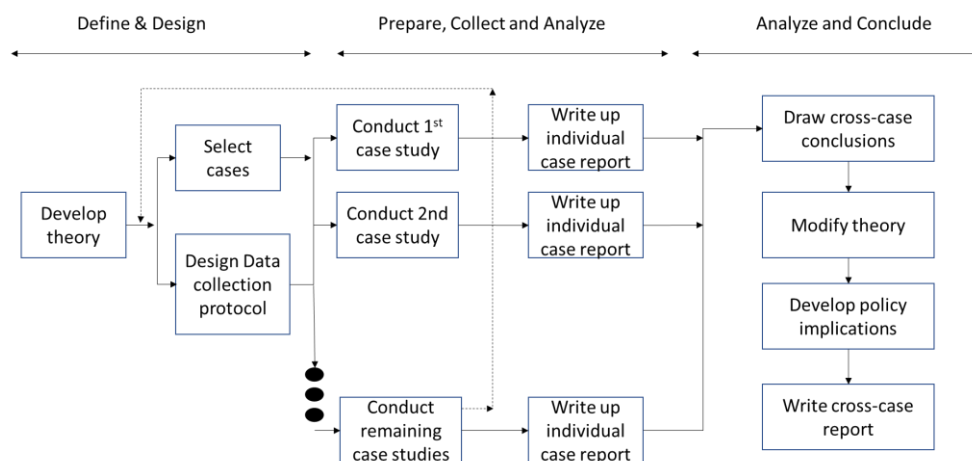 Define & Design
Prepare, Collect and Analyze
Analyze and Conclude
Develop
theory
Select
cases
Design Data
collection
protocol
Conduct 1st
case study
Write up
individual
case report
Conduct 2nd
case study
Write up
individual
case report
Conduct
remaining
case studies
Write up
individual
case report
Draw cross-case
conclusions
Modify theory
Develop policy
implications
Write cross-case
report